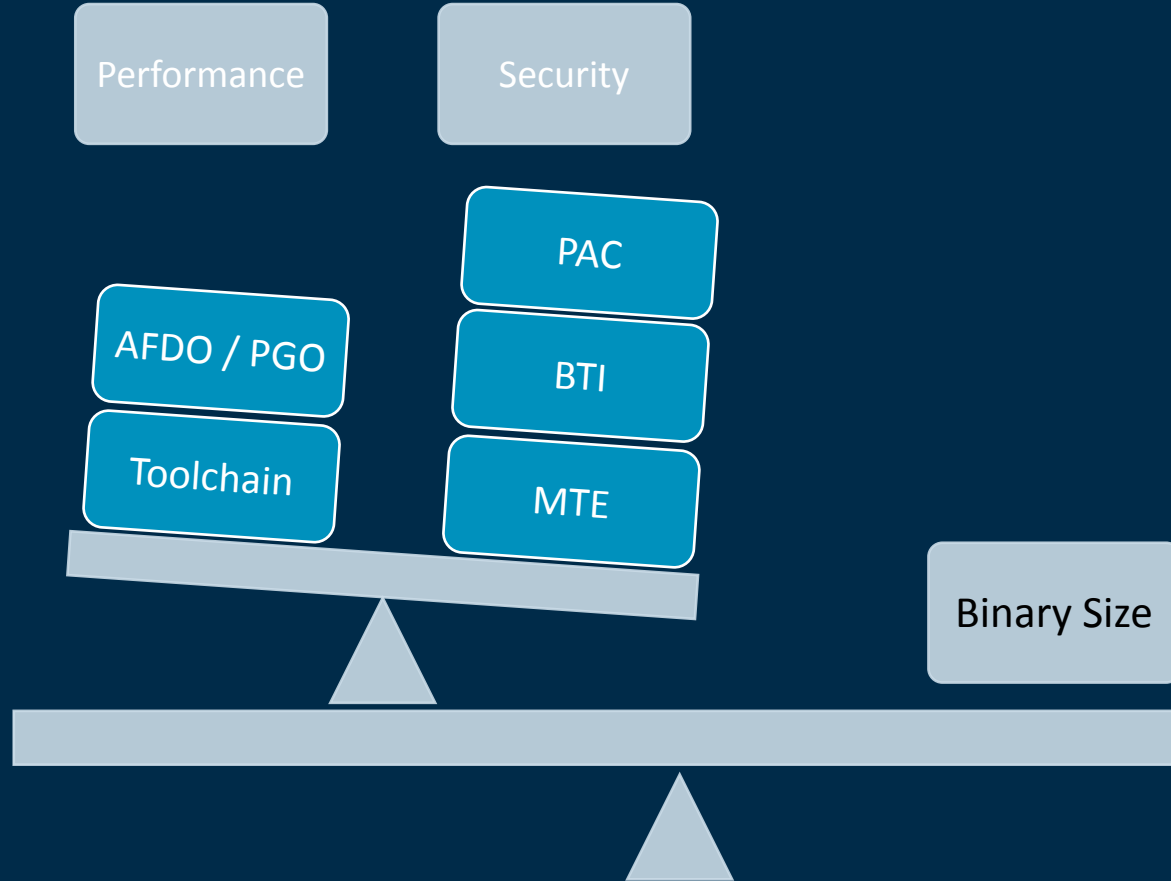 Performance
Security
PAC
AFDO / PGO
BTI
Toolchain
MTE
Binary Size